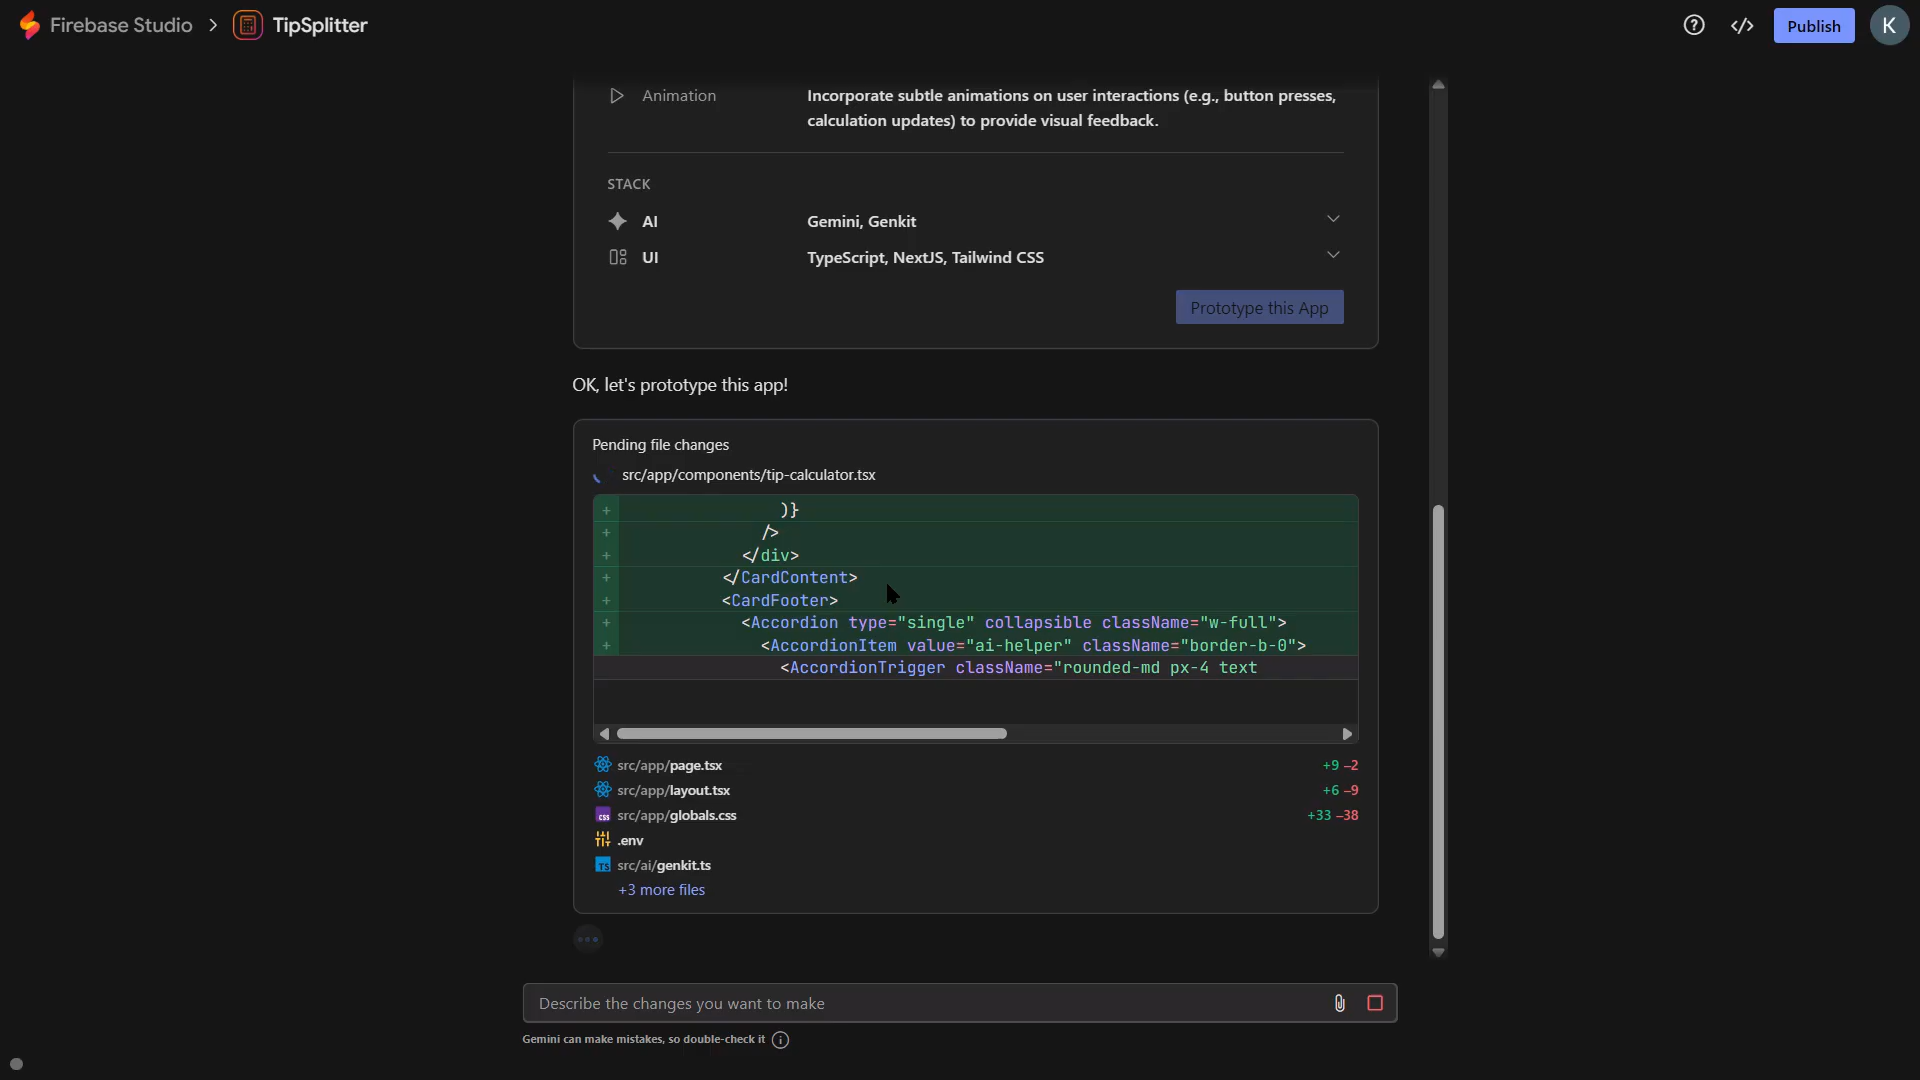 Firebase Studio > TipSplitter
</> Publish K
Animation Incorporate subtle animations on user interactions (e.g., button presses,
calculation updates) to provide visual feedback.
STACK
AI Gemini, Genkit
UI TypeScript, NextJS, Tailwind CSS
Prototype this App
OK, let's prototype this app!
Pending file changes
src/app/components/tip-calculator.tsx
+ )}
+ />
+ </div>
+ </CardContent>
+ <CardFooter>
+ <Accordion type="single" collapsible className="w-full">
+ <AccordionItem value="ai-helper" className="border-b-0">
<AccordionTrigger className="rounded-md px-4 text
src/app/page.tsx +9 –2
src/app/layout.tsx +6 –9
css src/app/globals.css +33 –38
.env
TS src/ai/genkit.ts
+3 more files
Describe the changes you want to make
Gemini can make mistakes, so double-check it